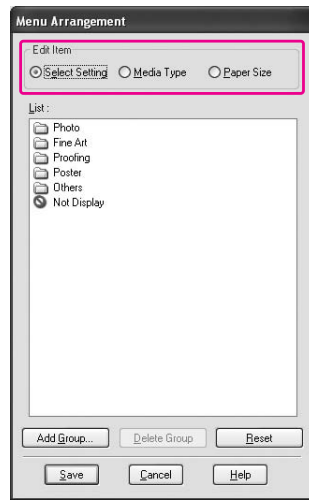 Menu Arrangement
Edit Item
Select Setting Media Type Paper Size
List :
Photo
Fine Art
Proofing
Poster
Others
Not Display
Add Group... Delete Group Reset
Save Cancel Help